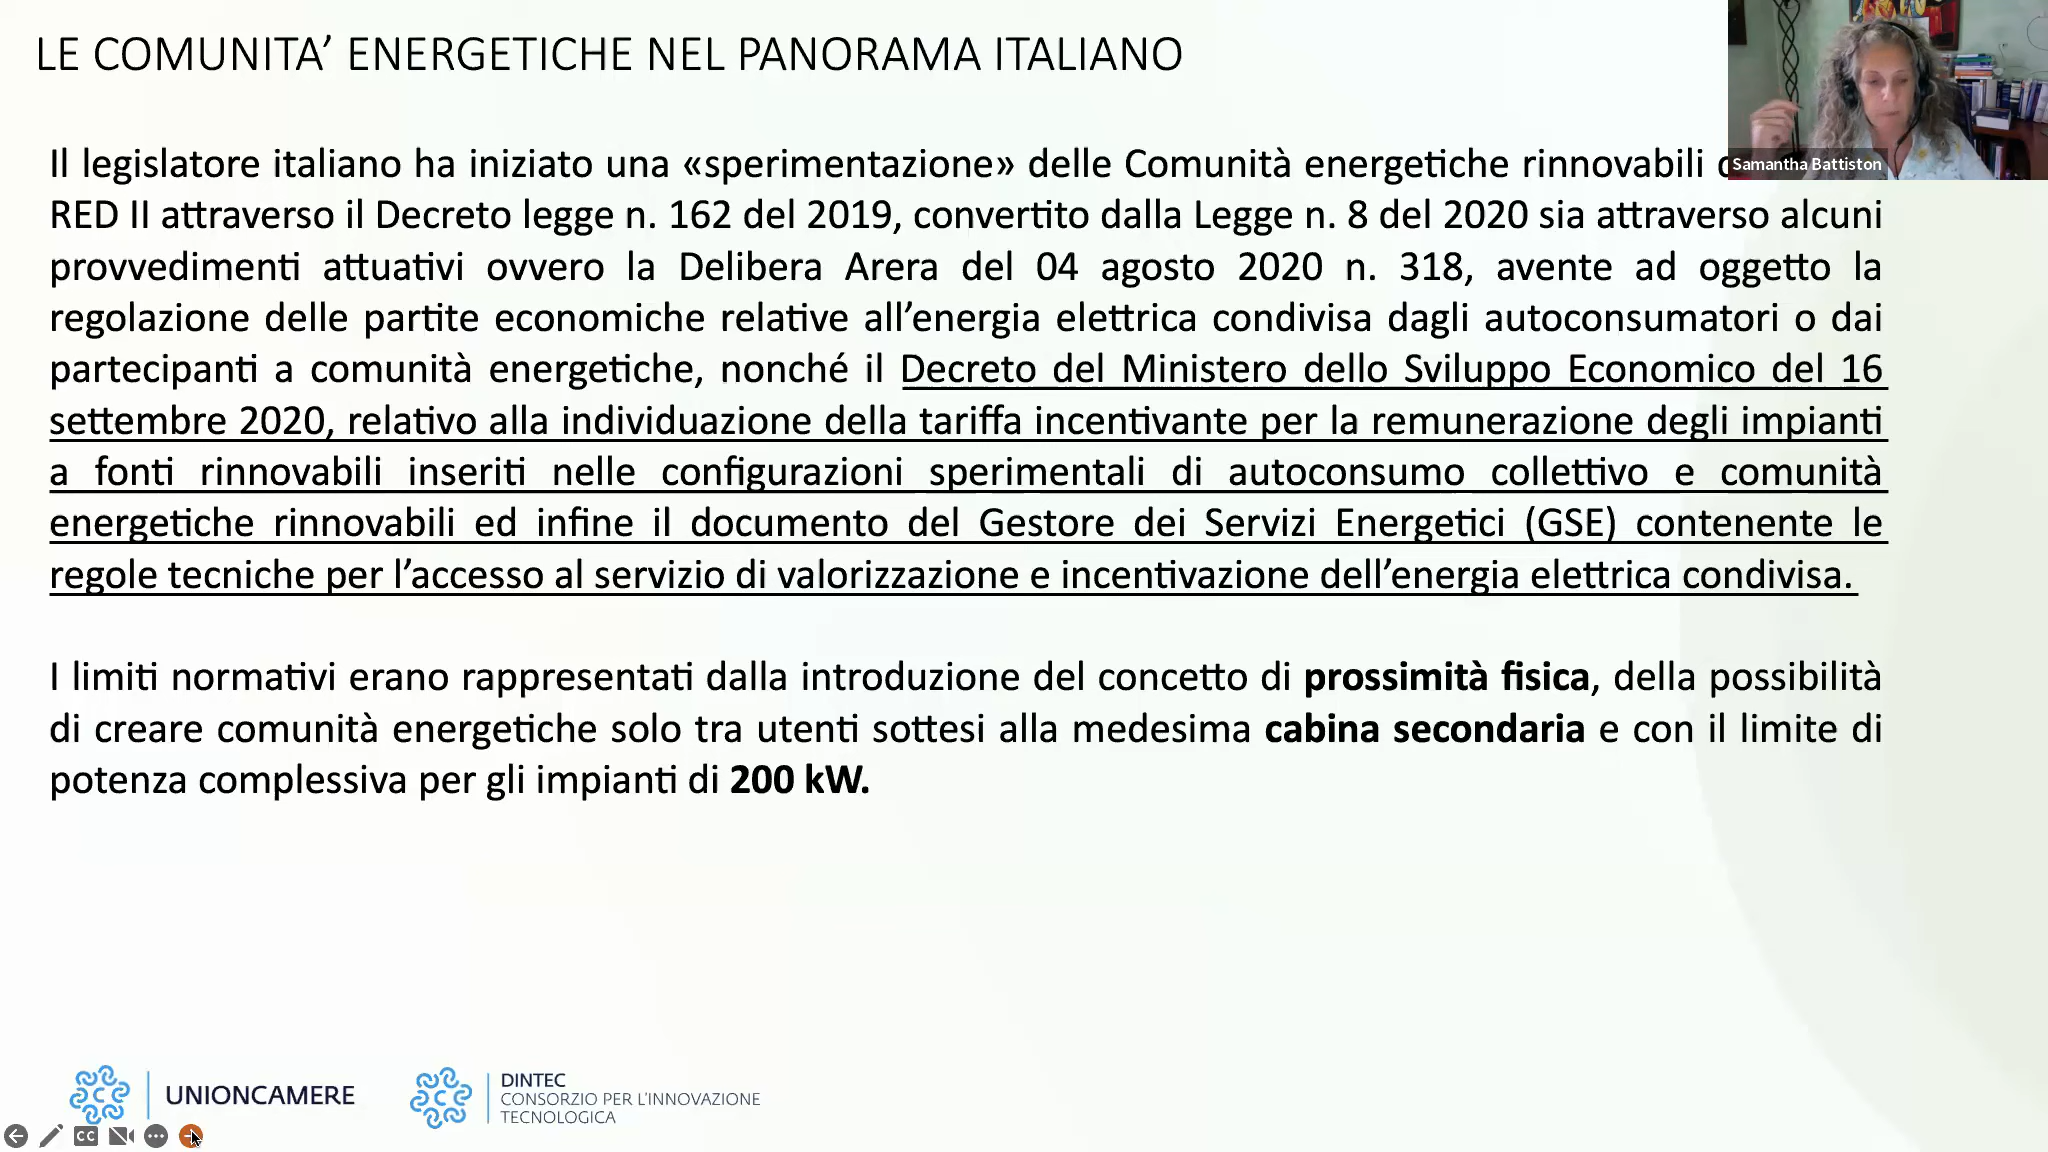 LE COMUNITA’ ENERGETICHE NEL PANORAMA ITALIANO
Il legislatore italiano ha iniziato una «sperimentazione» delle Comunità energetiche rinnovabili
Samantha Battiston
RED II attraverso il Decreto legge n. 162 del 2019, convertito dalla Legge n. 8 del 2020 sia attraverso alcuni
provvedimenti attuativi ovvero la Delibera Arera del 04 agosto 2020 n. 318, avente ad oggetto la
regolazione delle partite economiche relative all’energia elettrica condivisa dagli autoconsumatori o dai
partecipanti a comunità energetiche, nonché il Decreto del Ministero dello Sviluppo Economico del 16
settembre 2020, relativo alla individuazione della tariffa incentivante per la remunerazione degli impianti
a fonti rinnovabili inseriti nelle configurazioni sperimentali di autoconsumo collettivo e comunità
energetiche rinnovabili ed infine il documento del Gestore dei Servizi Energetici (GSE) contenente le
regole tecniche per l’accesso al servizio di valorizzazione e incentivazione dell’energia elettrica condivisa.
I limiti normativi erano rappresentati dalla introduzione del concetto di prossimità fisica, della possibilità
di creare comunità energetiche solo tra utenti sottesi alla medesima cabina secondaria e con il limite di
potenza complessiva per gli impianti di 200 kW.
UNIONCAMERE
DINTEC
CONSORZIO PER L'INNOVAZIONE
TECNOLOGICA
CC